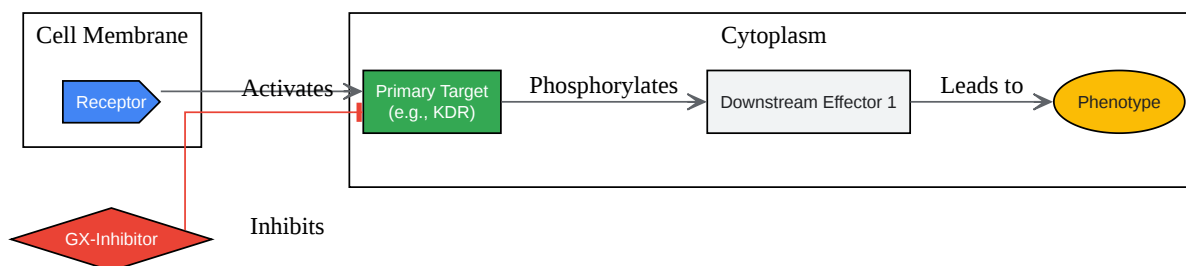 Cell Membrane
Cytoplasm
Receptor
Activates
Primary Target
(e.g., KDR)
Phosphorylates
Downstream Effector 1
Leads to
Phenotype
GX-Inhibitor
Inhibits